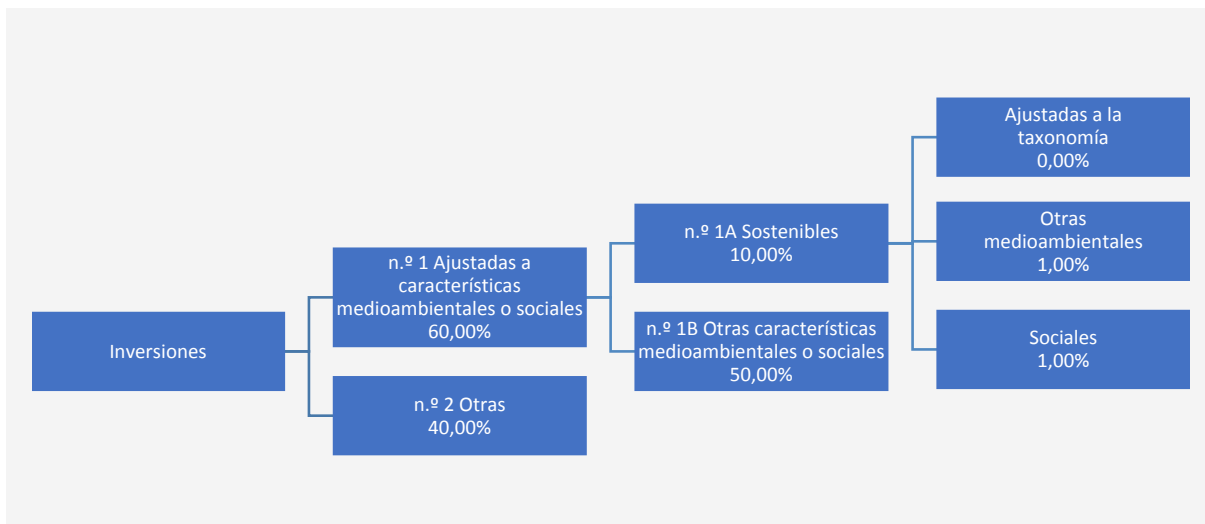 Inversiones
n.º 1 Ajustadas a
características
medioambientales o sociales
60,00%
n.º 2 Otras
40,00%
n.º 1A Sostenibles
10,00%
n.º 1B Otras características
medioambientales o sociales
50,00%
Ajustadas a la
taxonomía
0,00%
Otras
medioambientales
1,00%
Sociales
1,00%